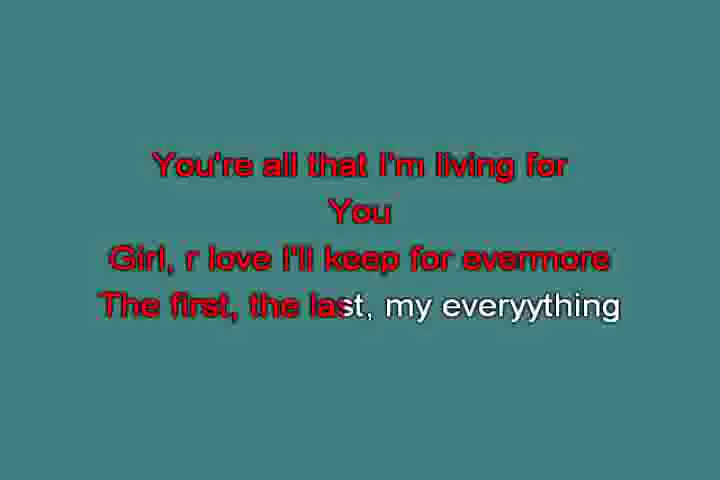 You're all that I'm living for
You
Girl, r love I'll keep for evermore
The first, the last, my everyything